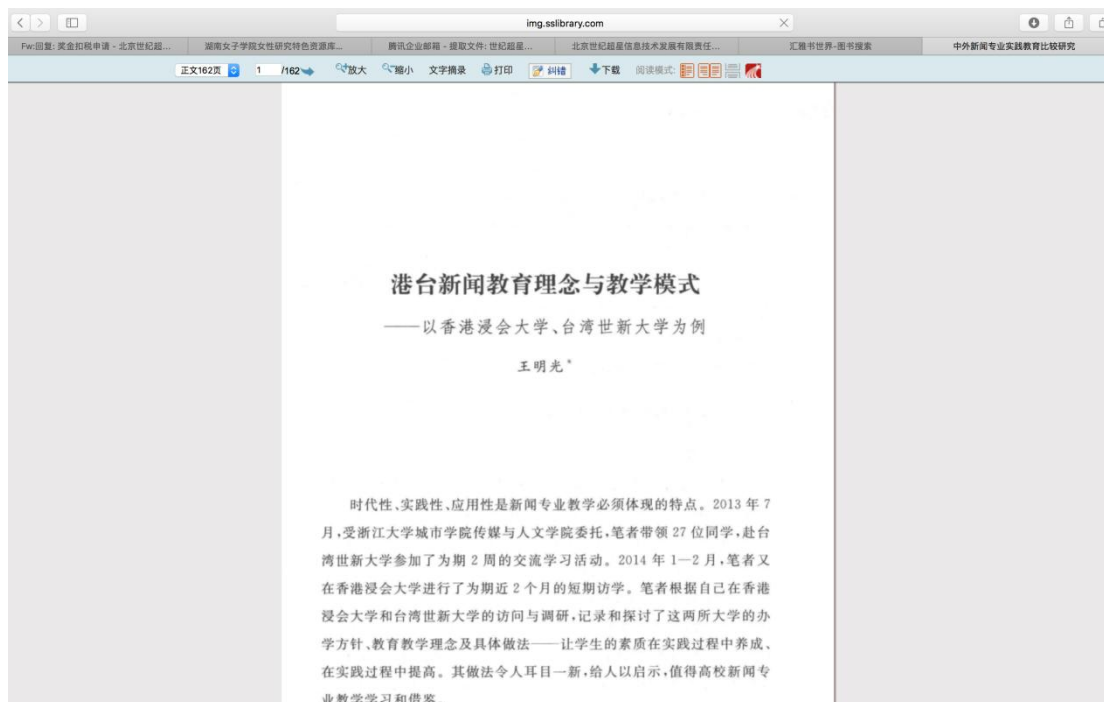 img.sslibrary.com
Fw:回复: 奖金扣税申请 - 北京世纪超...
湖南女子学院女性研究特色资源库...
腾讯企业邮箱 - 提取文件: 世纪超星...
北京世纪超星信息技术发展有限责任...
汇雅书世界-图书搜索
中外新闻专业实践教育比较研究
正文162页 1 /162 放大 缩小 文字摘录 打印 纠错 下载 阅读模式:
港台新闻教育理念与教学模式
——以香港浸会大学、台湾世新大学为例
王明光*
时代性、实践性、应用性是新闻专业教学必须体现的特点。2013 年 7
月,受浙江大学城市学院传媒与人文学院委托,笔者带领 27 位同学,赴台
湾世新大学参加了为期 2 周的交流学习活动。2014 年 1—2 月,笔者又
在香港浸会大学进行了为期近 2 个月的短期访学。笔者根据自己在香港
浸会大学和台湾世新大学的访问与调研,记录和探讨了这两所大学的办
学方针、教育教学理念及具体做法——让学生的素质在实践过程中养成、
在实践过程中提高。其做法令人耳目一新,给人以启示,值得高校新闻专
业教学学习和借鉴。